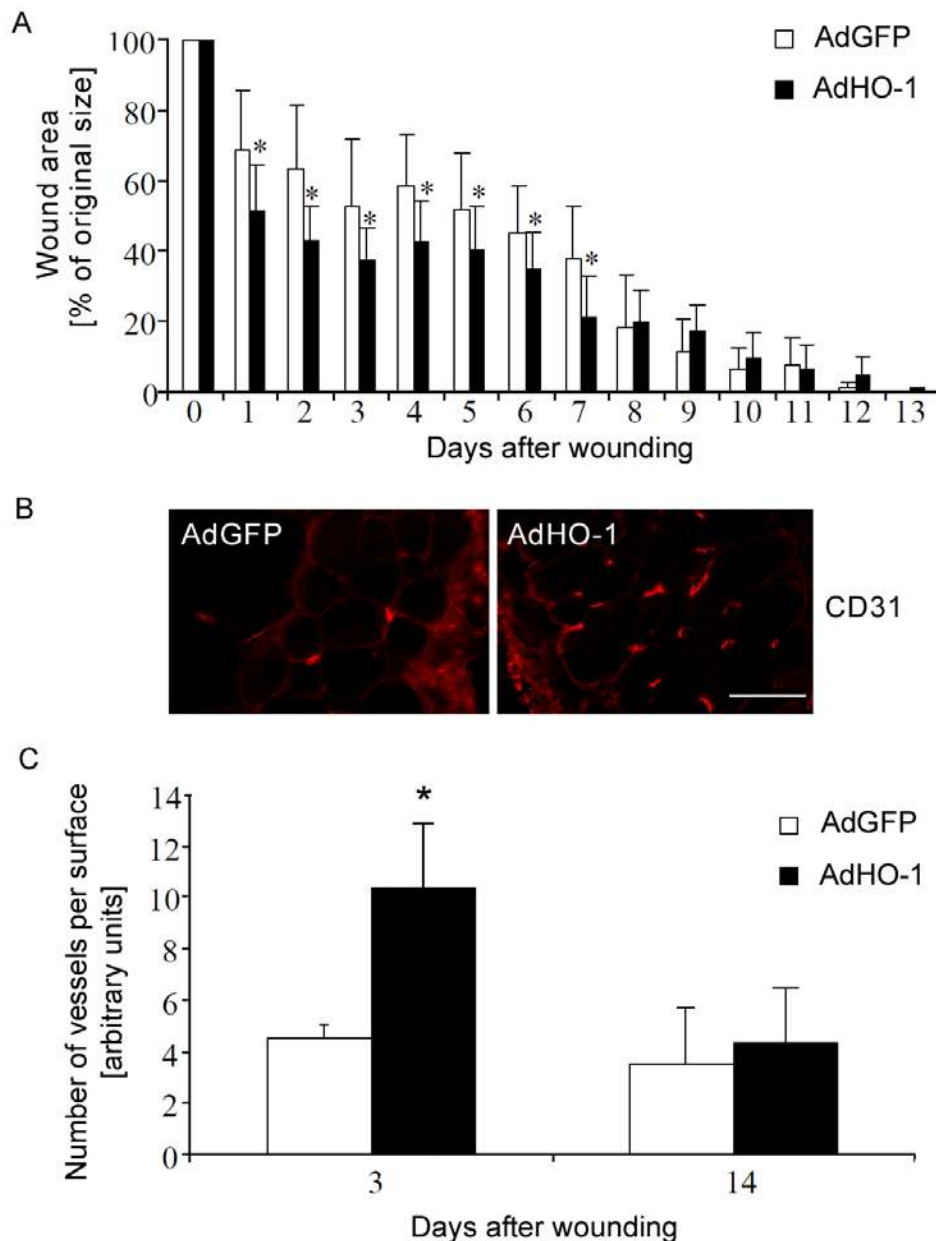 A
AdGFP
AdHO-1
Wound area
[% of original size]
100
80
60
40
20
0
* * * * * * *
0 1 2 3 4 5 6 7 8 9 10 11 12 13
Days after wounding
B
AdGFP
AdHO-1
CD31
C
Number of vessels per surface
[arbitrary units]
14
12
10
8
6
4
2
0
*
AdGFP
AdHO-1
3 14
Days after wounding